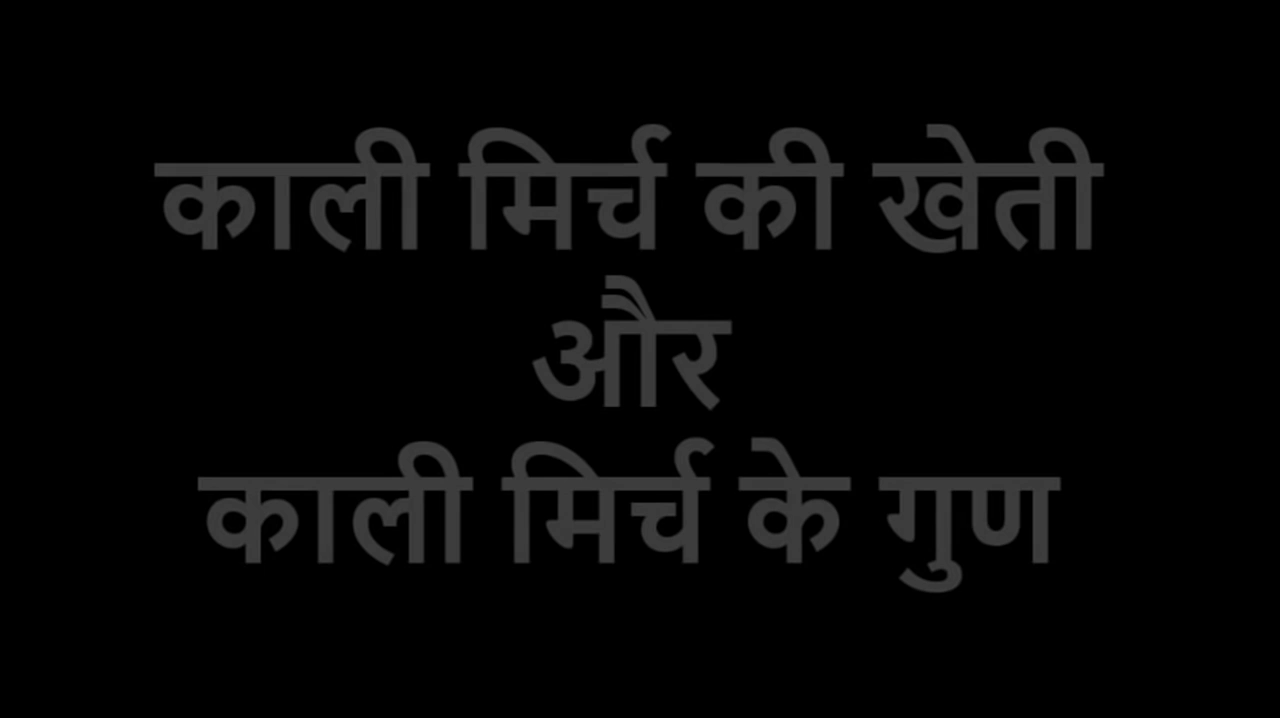 काली मिर्च की खेती
और
काली मिर्च के गुण